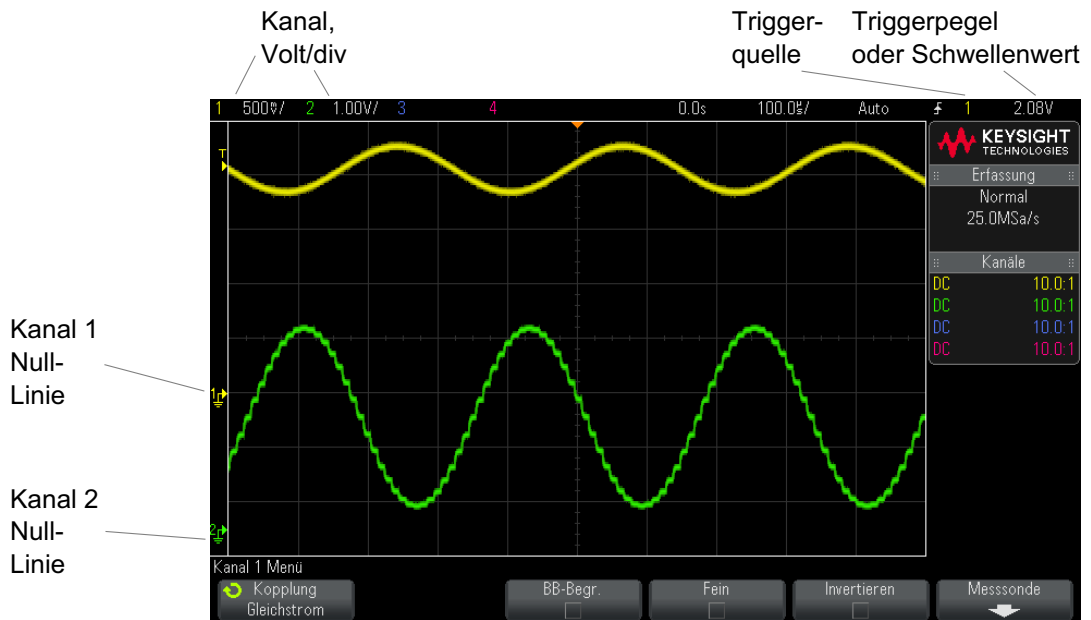 Kanal,
Volt/div
Trigger-
quelle
Triggerpegel
oder Schwellenwert
1 500mV/ 2 1.00V/ 3 4 0.0s 100.0µs/ Auto 1 2.08V
KEYSIGHT
TECHNOLOGIES
Erfassung
Normal
25.0MSa/s
Kanäle
DC 10.0:1
DC 10.0:1
DC 10.0:1
DC 10.0:1
T
Kanal 1
Null-
Linie
1
Kanal 2
Null-
Linie
2
Kanal 1 Menü
Kopplung
Gleichstrom
BB-Begr.
Fein
Invertieren
Messsonde